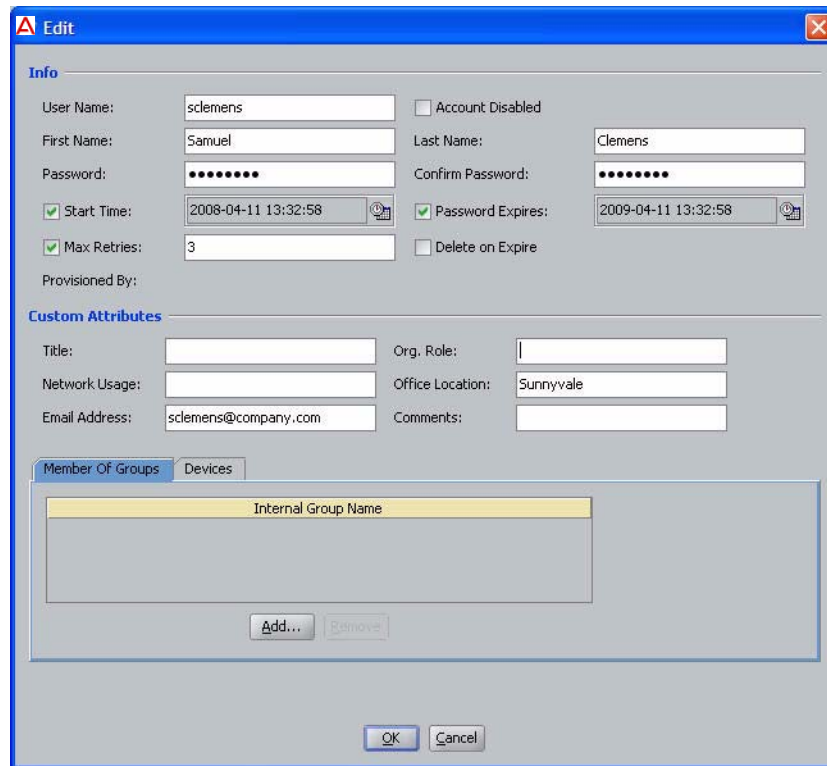 Edit
Info
User Name: sclemens Account Disabled
First Name: Samuel Last Name: Clemens
Password: •••••••• Confirm Password: ••••••••
Start Time: 2008-04-11 13:32:58 Password Expires: 2009-04-11 13:32:58
Max Retries: 3 Delete on Expire
Provisioned By:
Custom Attributes
Title: Org. Role:
Network Usage: Office Location: Sunnyvale
Email Address: sclemens@company.com Comments:
Member Of Groups Devices
Internal Group Name
Add... Remove
OK Cancel